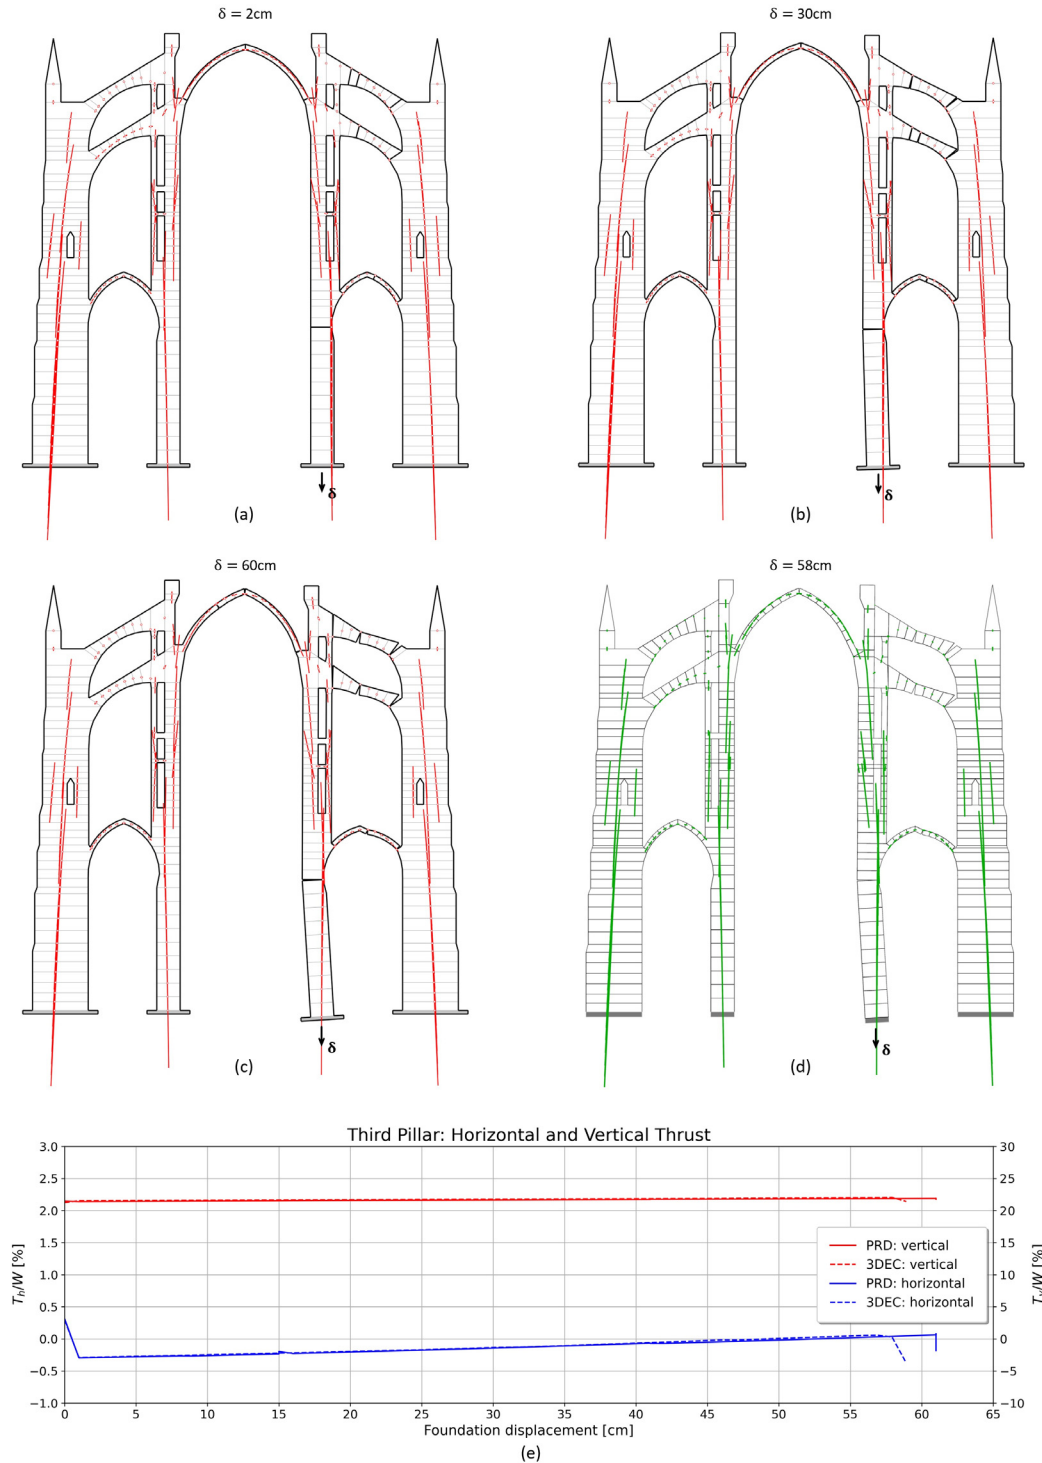 δ = 2cm
δ = 30cm
δ
(a)
δ
(b)
δ = 60cm
δ = 58cm
δ
(c)
δ
(d)
Third Pillar: Horizontal and Vertical Thrust
3.0
2.5
2.0
1.5
1.0
0.5
0.0
−0.5
−1.0
T_h/W [%]
30
25
20
15
10
5
0
−5
−10
T_v/W [%]
PRD: vertical
3DEC: vertical
PRD: horizontal
3DEC: horizontal
0 5 10 15 20 25 30 35 40 45 50 55 60 65
Foundation displacement [cm]
(e)